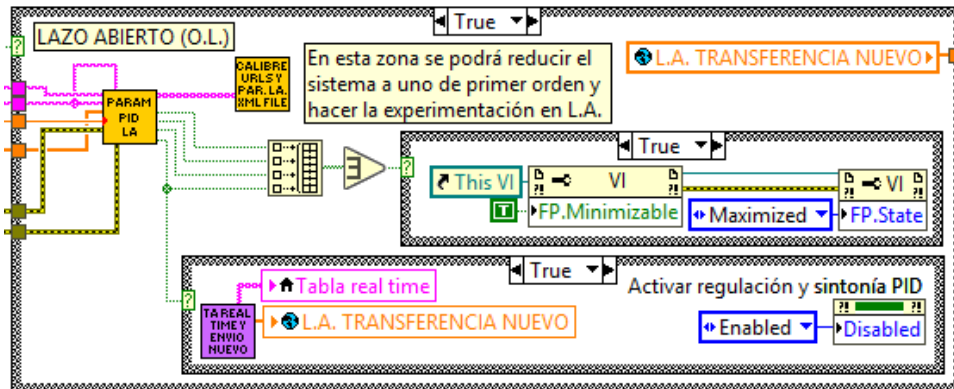 True
LAZO ABIERTO (O.L.)
CALIBRE
URLS Y
PAR. LA.
XML FILE
En esta zona se podrá reducir el
sistema a uno de primer orden y
hacer la experimentación en L.A.
L.A. TRANSFERENCIA NUEVO
PARAM
PID
LA
True
This VI
VI
VI
T
FP.Minimizable
Maximized
FP.State
True
Tabla real time
Activar regulación y sintonía PID
TA REAL
TIME Y
ENVIO
NUEVO
L.A. TRANSFERENCIA NUEVO
Enabled
Disabled